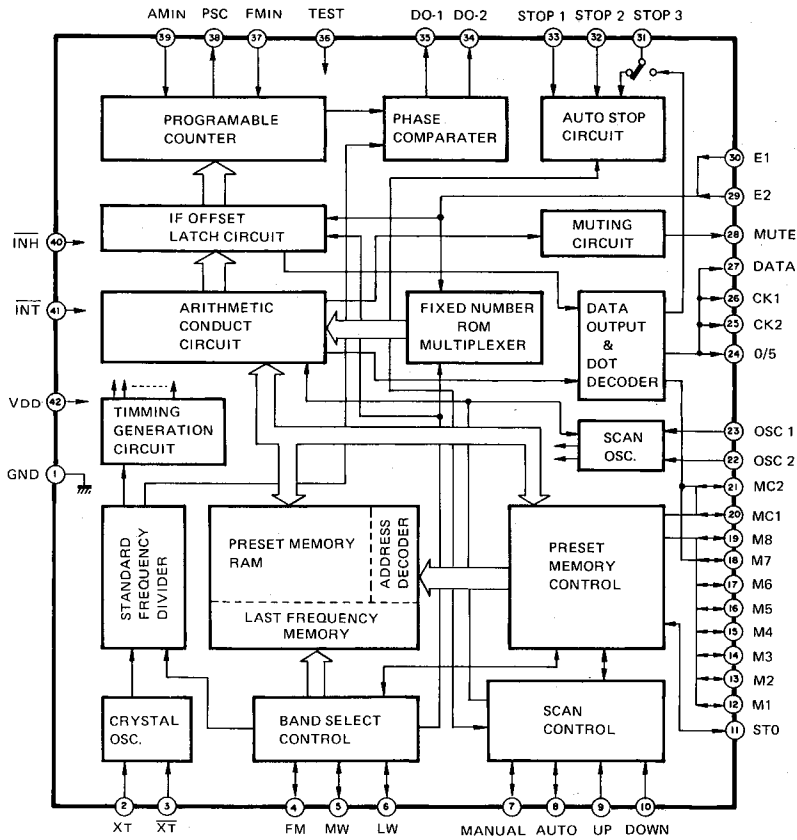 AMIN PSC FMIN TEST DO-1 DO-2 STOP 1 STOP 2 STOP 3
39 38 37 36 35 34 33 32 31
PROGRAMABLE
COUNTER
PHASE
COMPARATER
AUTO STOP
CIRCUIT
30 E1
29 E2
IF OFFSET
LATCH CIRCUIT
MUTING
CIRCUIT
28 MUTE
INH 40
27 DATA
26 CK1
25 CK2
24 0/5
INT 41
ARITHMETIC
CONDUCT
CIRCUIT
FIXED NUMBER
ROM
MULTIPLEXER
DATA
OUTPUT
&
DOT
DECODER
VDD 42
TIMMING
GENERATION
CIRCUIT
SCAN
OSC.
23 OSC 1
22 OSC 2
GND 1
21 MC2
20 MC1
19 M8
18 M7
17 M6
16 M5
15 M4
14 M3
13 M2
12 M1
11 ST0
STANDARD
FREQUENCY
DIVIDER
PRESET MEMORY
RAM
ADDRESS
DECODER
LAST FREQUENCY
MEMORY
PRESET
MEMORY
CONTROL
CRYSTAL
OSC.
BAND SELECT
CONTROL
SCAN
CONTROL
2 3 4 5 6 7 8 9 10
XT XT FM MW LW MANUAL AUTO UP DOWN